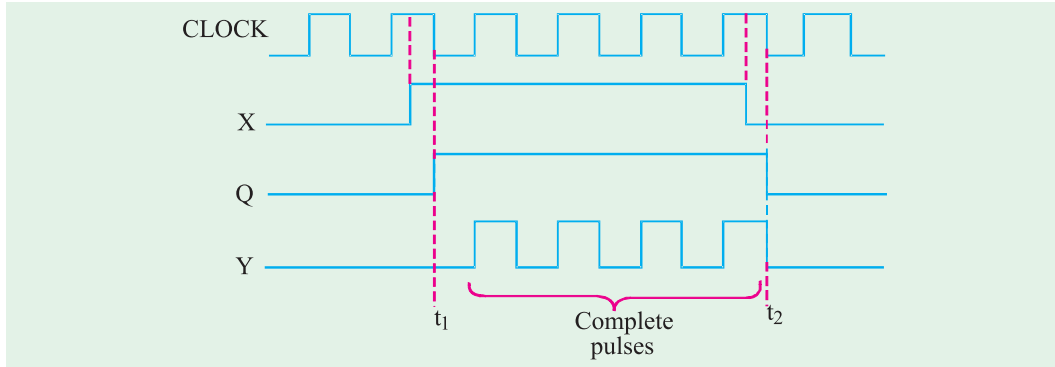 CLOCK
X
Q
Y
t1
t2
Complete
pulses